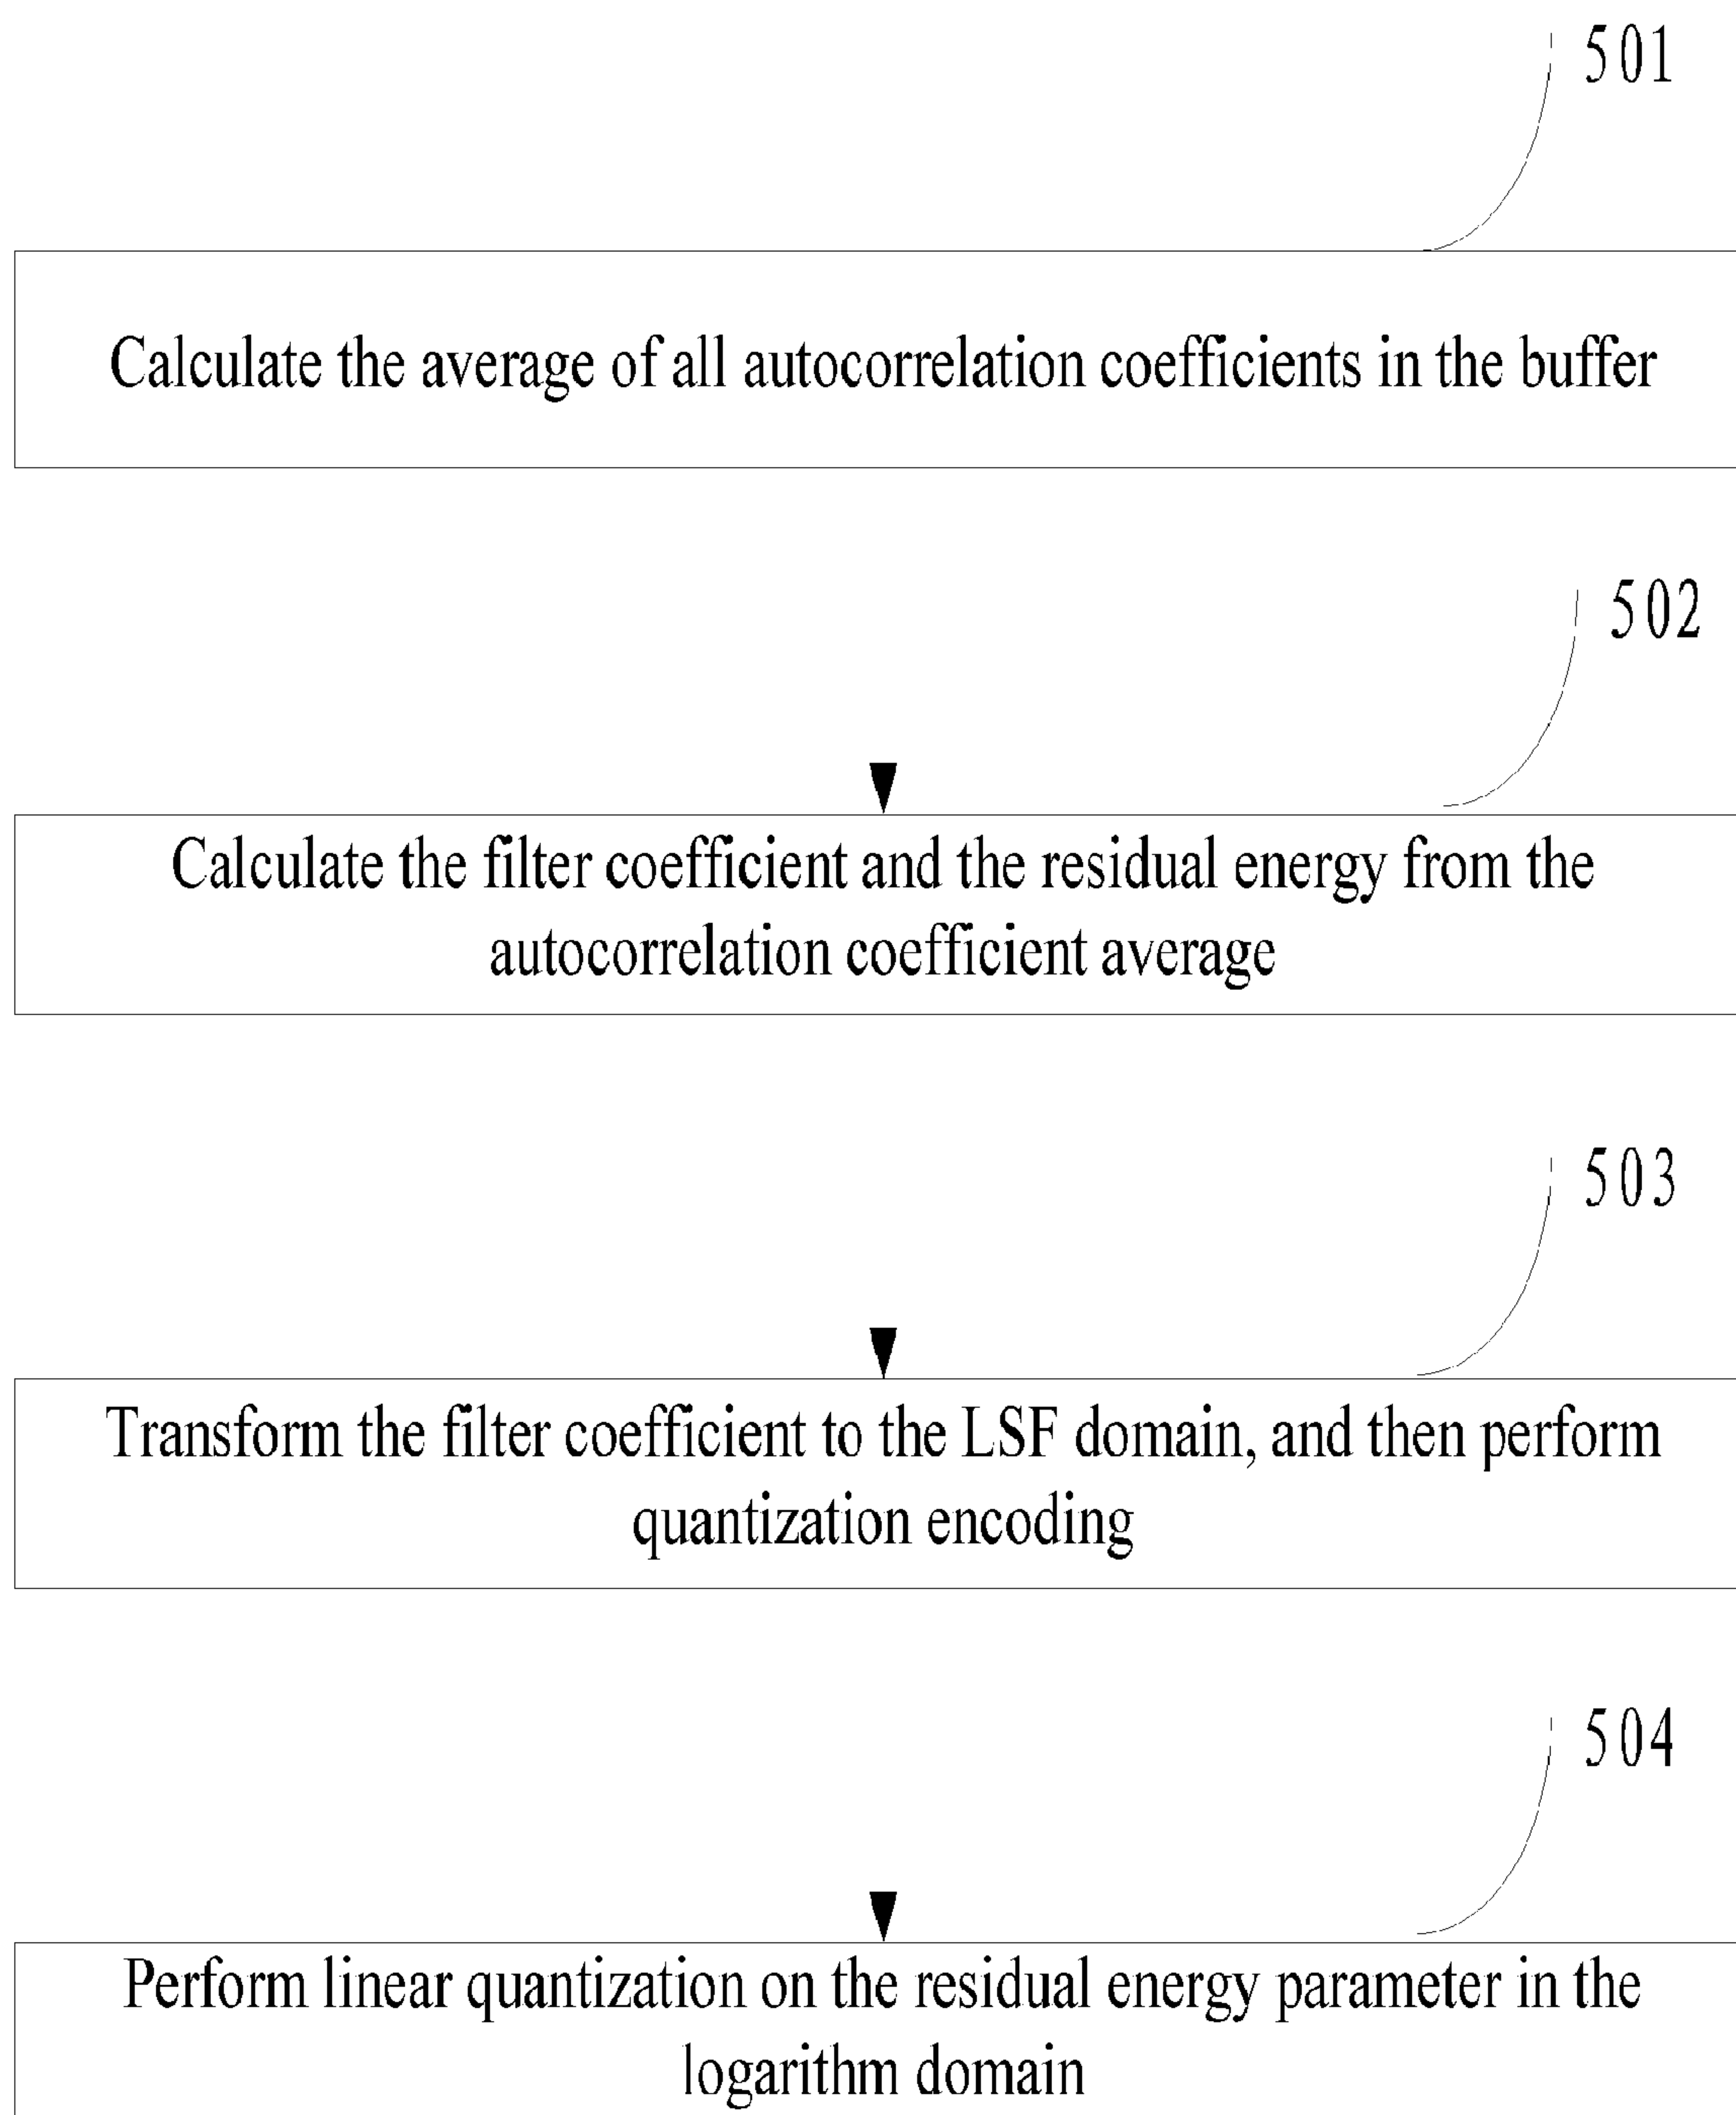 501
Calculate the average of all autocorrelation coefficients in the buffer
502
Calculate the filter coefficient and the residual energy from the
autocorrelation coefficient average
503
Transform the filter coefficient to the LSF domain, and then perform
quantization encoding
504
Perform linear quantization on the residual energy parameter in the
logarithm domain